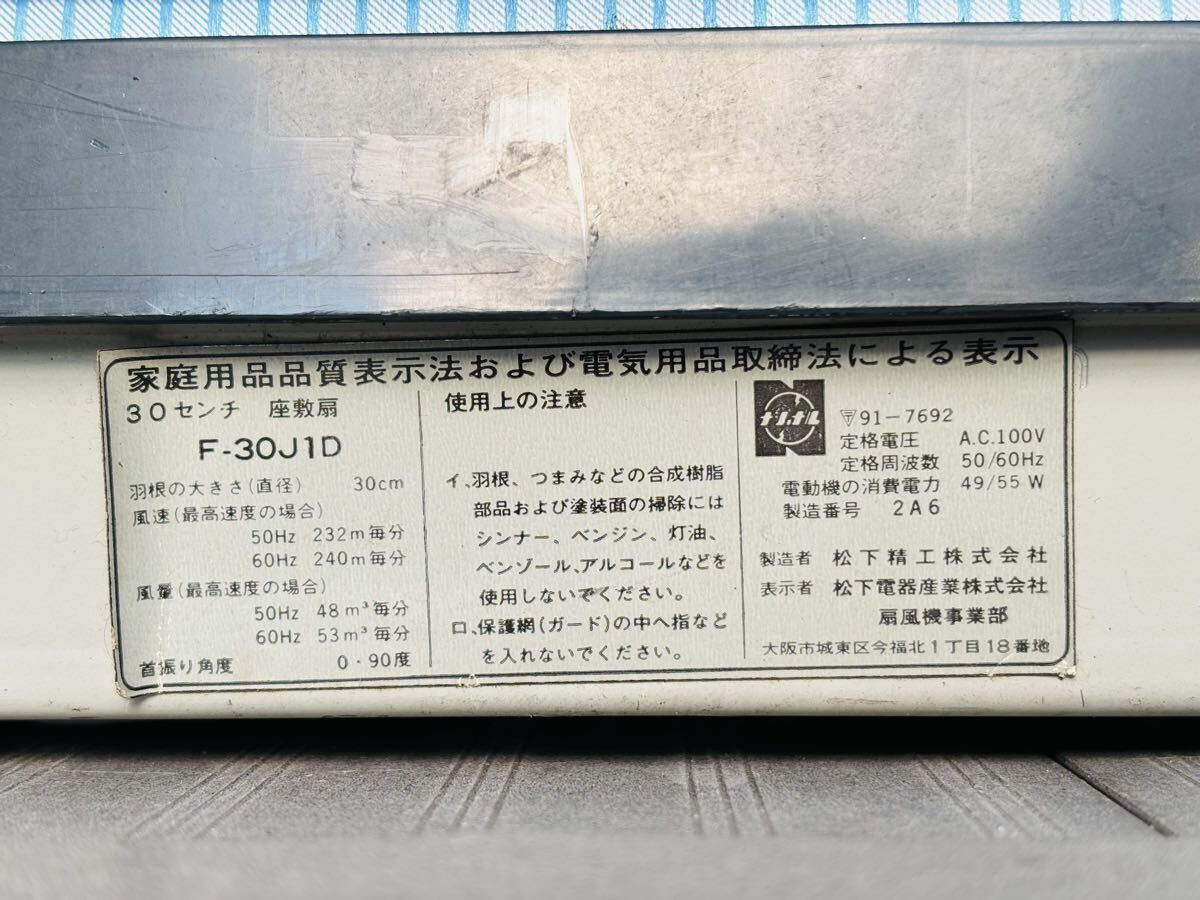 家庭用品品質表示法および電気用品取締法による表示
30センチ 座敷扇
F-30J1D
羽根の大きさ(直径) 30cm
風速(最高速度の場合)
50Hz 232m毎分
60Hz 240m毎分
風量(最高速度の場合)
50Hz 48m³毎分
60Hz 53m³毎分
首振り角度 0・90度
使用上の注意
イ、羽根、つまみなどの合成樹脂
部品および塗装面の掃除には
シンナー、ベンジン、灯油、
ベンゾール、アルコールなどを
使用しないでください。
ロ、保護網(ガード)の中へ指など
を入れないでください。
ナショナル
〒91-7692
定格電圧 A.C.100V
定格周波数 50/60Hz
電動機の消費電力 49/55W
製造番号 2A6
製造者 松下精工株式会社
表示者 松下電器産業株式会社
扇風機事業部
大阪市城東区今福北1丁目18番地